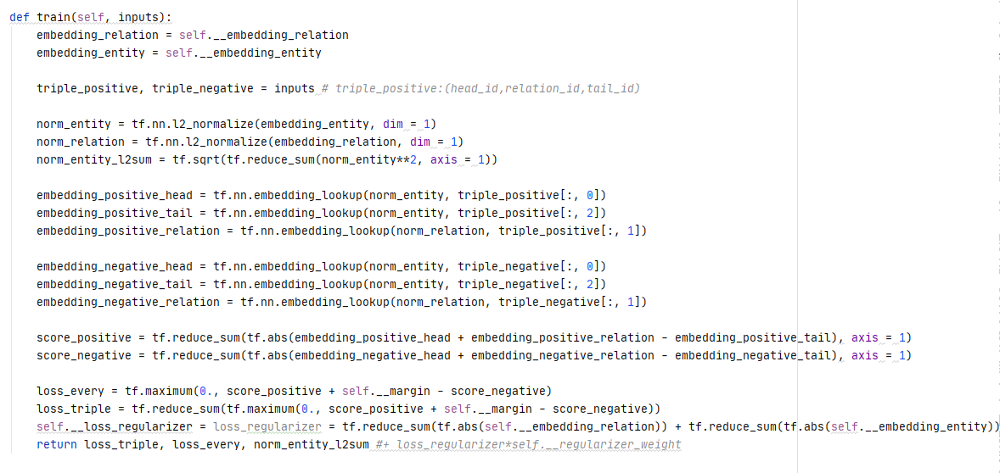 def train(self, inputs):
    embedding_relation = self.__embedding_relation
    embedding_entity = self.__embedding_entity

    triple_positive, triple_negative = inputs # triple_positive:(head_id,relation_id,tail_id)

    norm_entity = tf.nn.l2_normalize(embedding_entity, dim = 1)
    norm_relation = tf.nn.l2_normalize(embedding_relation, dim = 1)
    norm_entity_l2sum = tf.sqrt(tf.reduce_sum(norm_entity**2, axis = 1))

    embedding_positive_head = tf.nn.embedding_lookup(norm_entity, triple_positive[:, 0])
    embedding_positive_tail = tf.nn.embedding_lookup(norm_entity, triple_positive[:, 2])
    embedding_positive_relation = tf.nn.embedding_lookup(norm_relation, triple_positive[:, 1])

    embedding_negative_head = tf.nn.embedding_lookup(norm_entity, triple_negative[:, 0])
    embedding_negative_tail = tf.nn.embedding_lookup(norm_entity, triple_negative[:, 2])
    embedding_negative_relation = tf.nn.embedding_lookup(norm_relation, triple_negative[:, 1])

    score_positive = tf.reduce_sum(tf.abs(embedding_positive_head + embedding_positive_relation - embedding_positive_tail), axis = 1)
    score_negative = tf.reduce_sum(tf.abs(embedding_negative_head + embedding_negative_relation - embedding_negative_tail), axis = 1)

    loss_every = tf.maximum(0., score_positive + self.__margin - score_negative)
    loss_triple = tf.reduce_sum(tf.maximum(0., score_positive + self.__margin - score_negative))
    self.__loss_regularizer = loss_regularizer = tf.reduce_sum(tf.abs(self.__embedding_relation)) + tf.reduce_sum(tf.abs(self.__embedding_entity))
    return loss_triple, loss_every, norm_entity_l2sum #+ loss_regularizer*self.__regularizer_weight